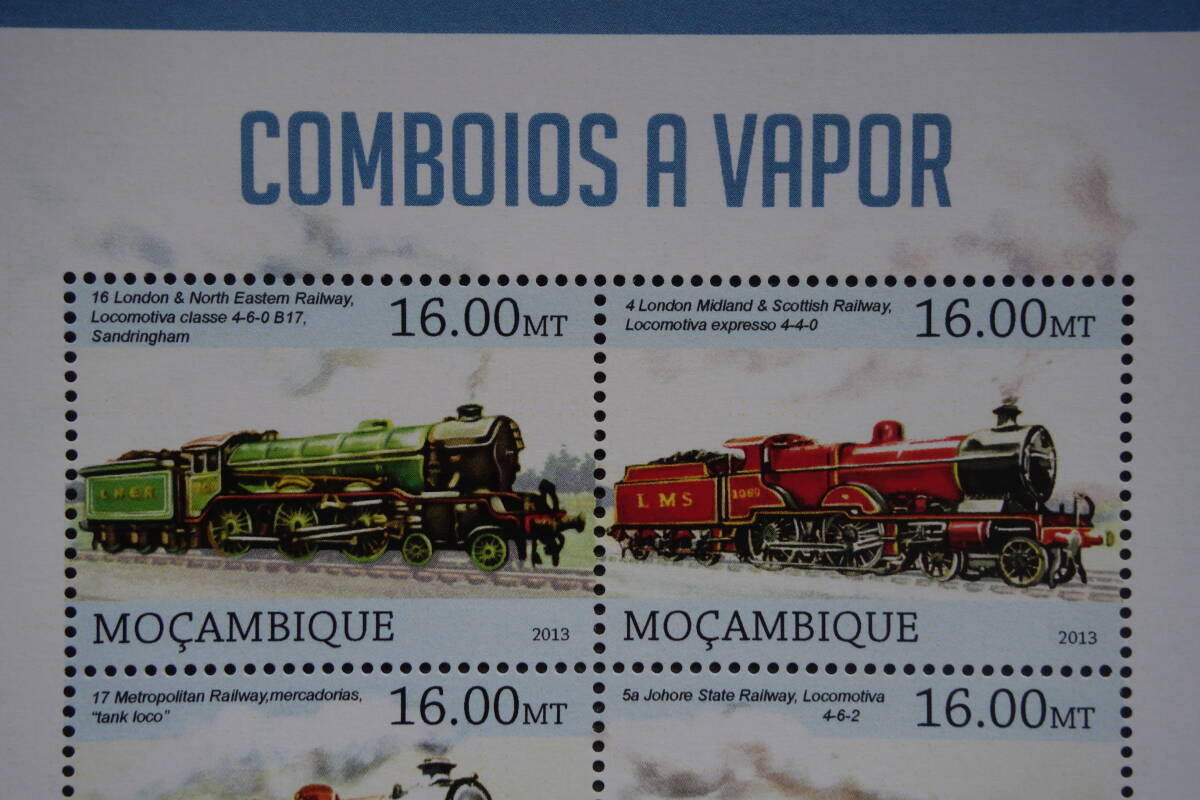 COMBOIOS A VAPOR
16 London & North Eastern Railway,
Locomotiva classe 4-6-0 B17,
Sandringham
16.00MT
LNER
MOÇAMBIQUE
2013
4 London Midland & Scottish Railway,
Locomotiva expresso 4-4-0
16.00MT
LMS
MOÇAMBIQUE
2013
17 Metropolitan Railway,mercadorias,
"tank loco"
16.00MT
5a Johore State Railway, Locomotiva
4-6-2
16.00MT